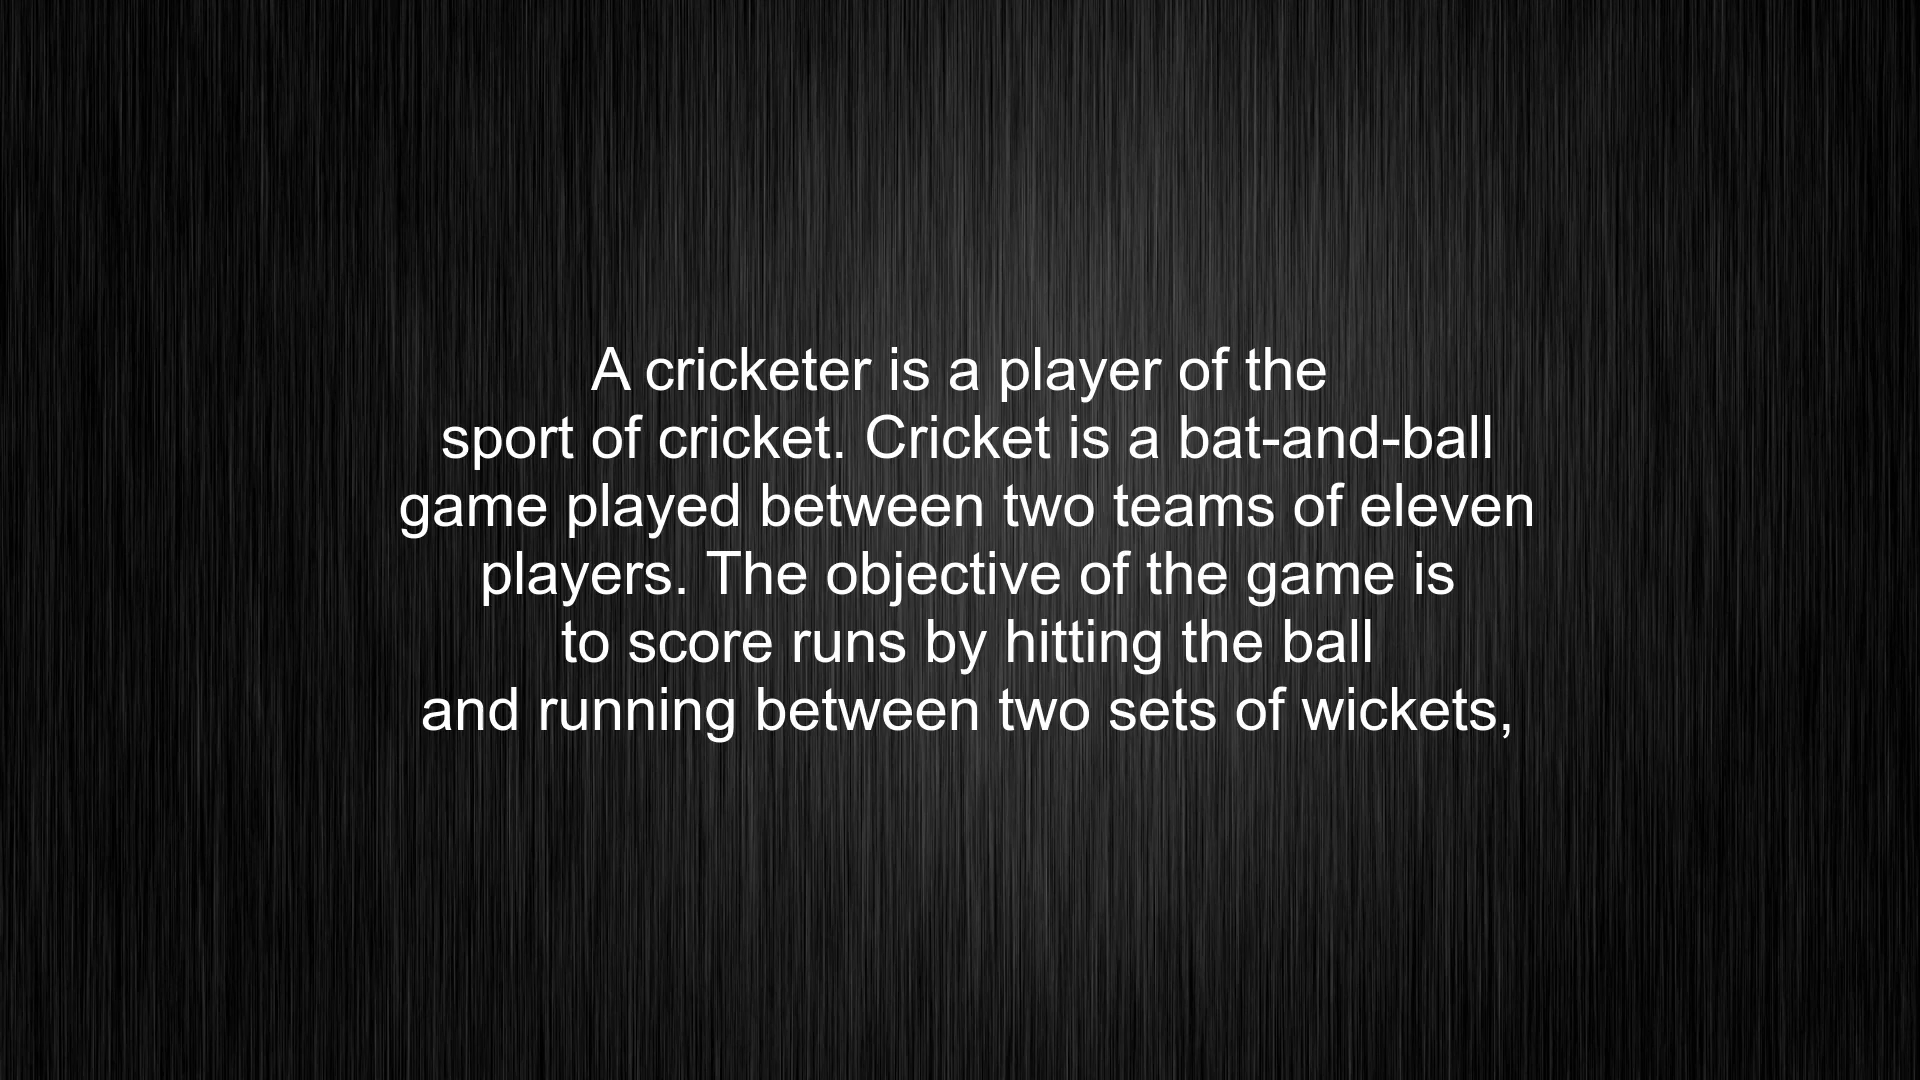 A cricketer is a player of the
sport of cricket. Cricket is a bat-and-ball
game played between two teams of eleven
players. The objective of the game is
to score runs by hitting the ball
and running between two sets of wickets,